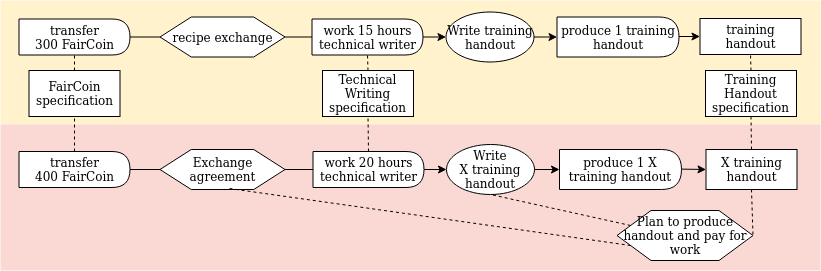 transfer
300 FairCoin
recipe exchange
work 15 hours
technical writer
Write training
handout
produce 1 training
handout
training
handout
FairCoin
specification
Technical
Writing
specification
Training
Handout
specification
transfer
400 FairCoin
Exchange
agreement
work 20 hours
technical writer
Write
X training
handout
produce 1 X
training handout
X training
handout
Plan to produce
handout and pay for
work